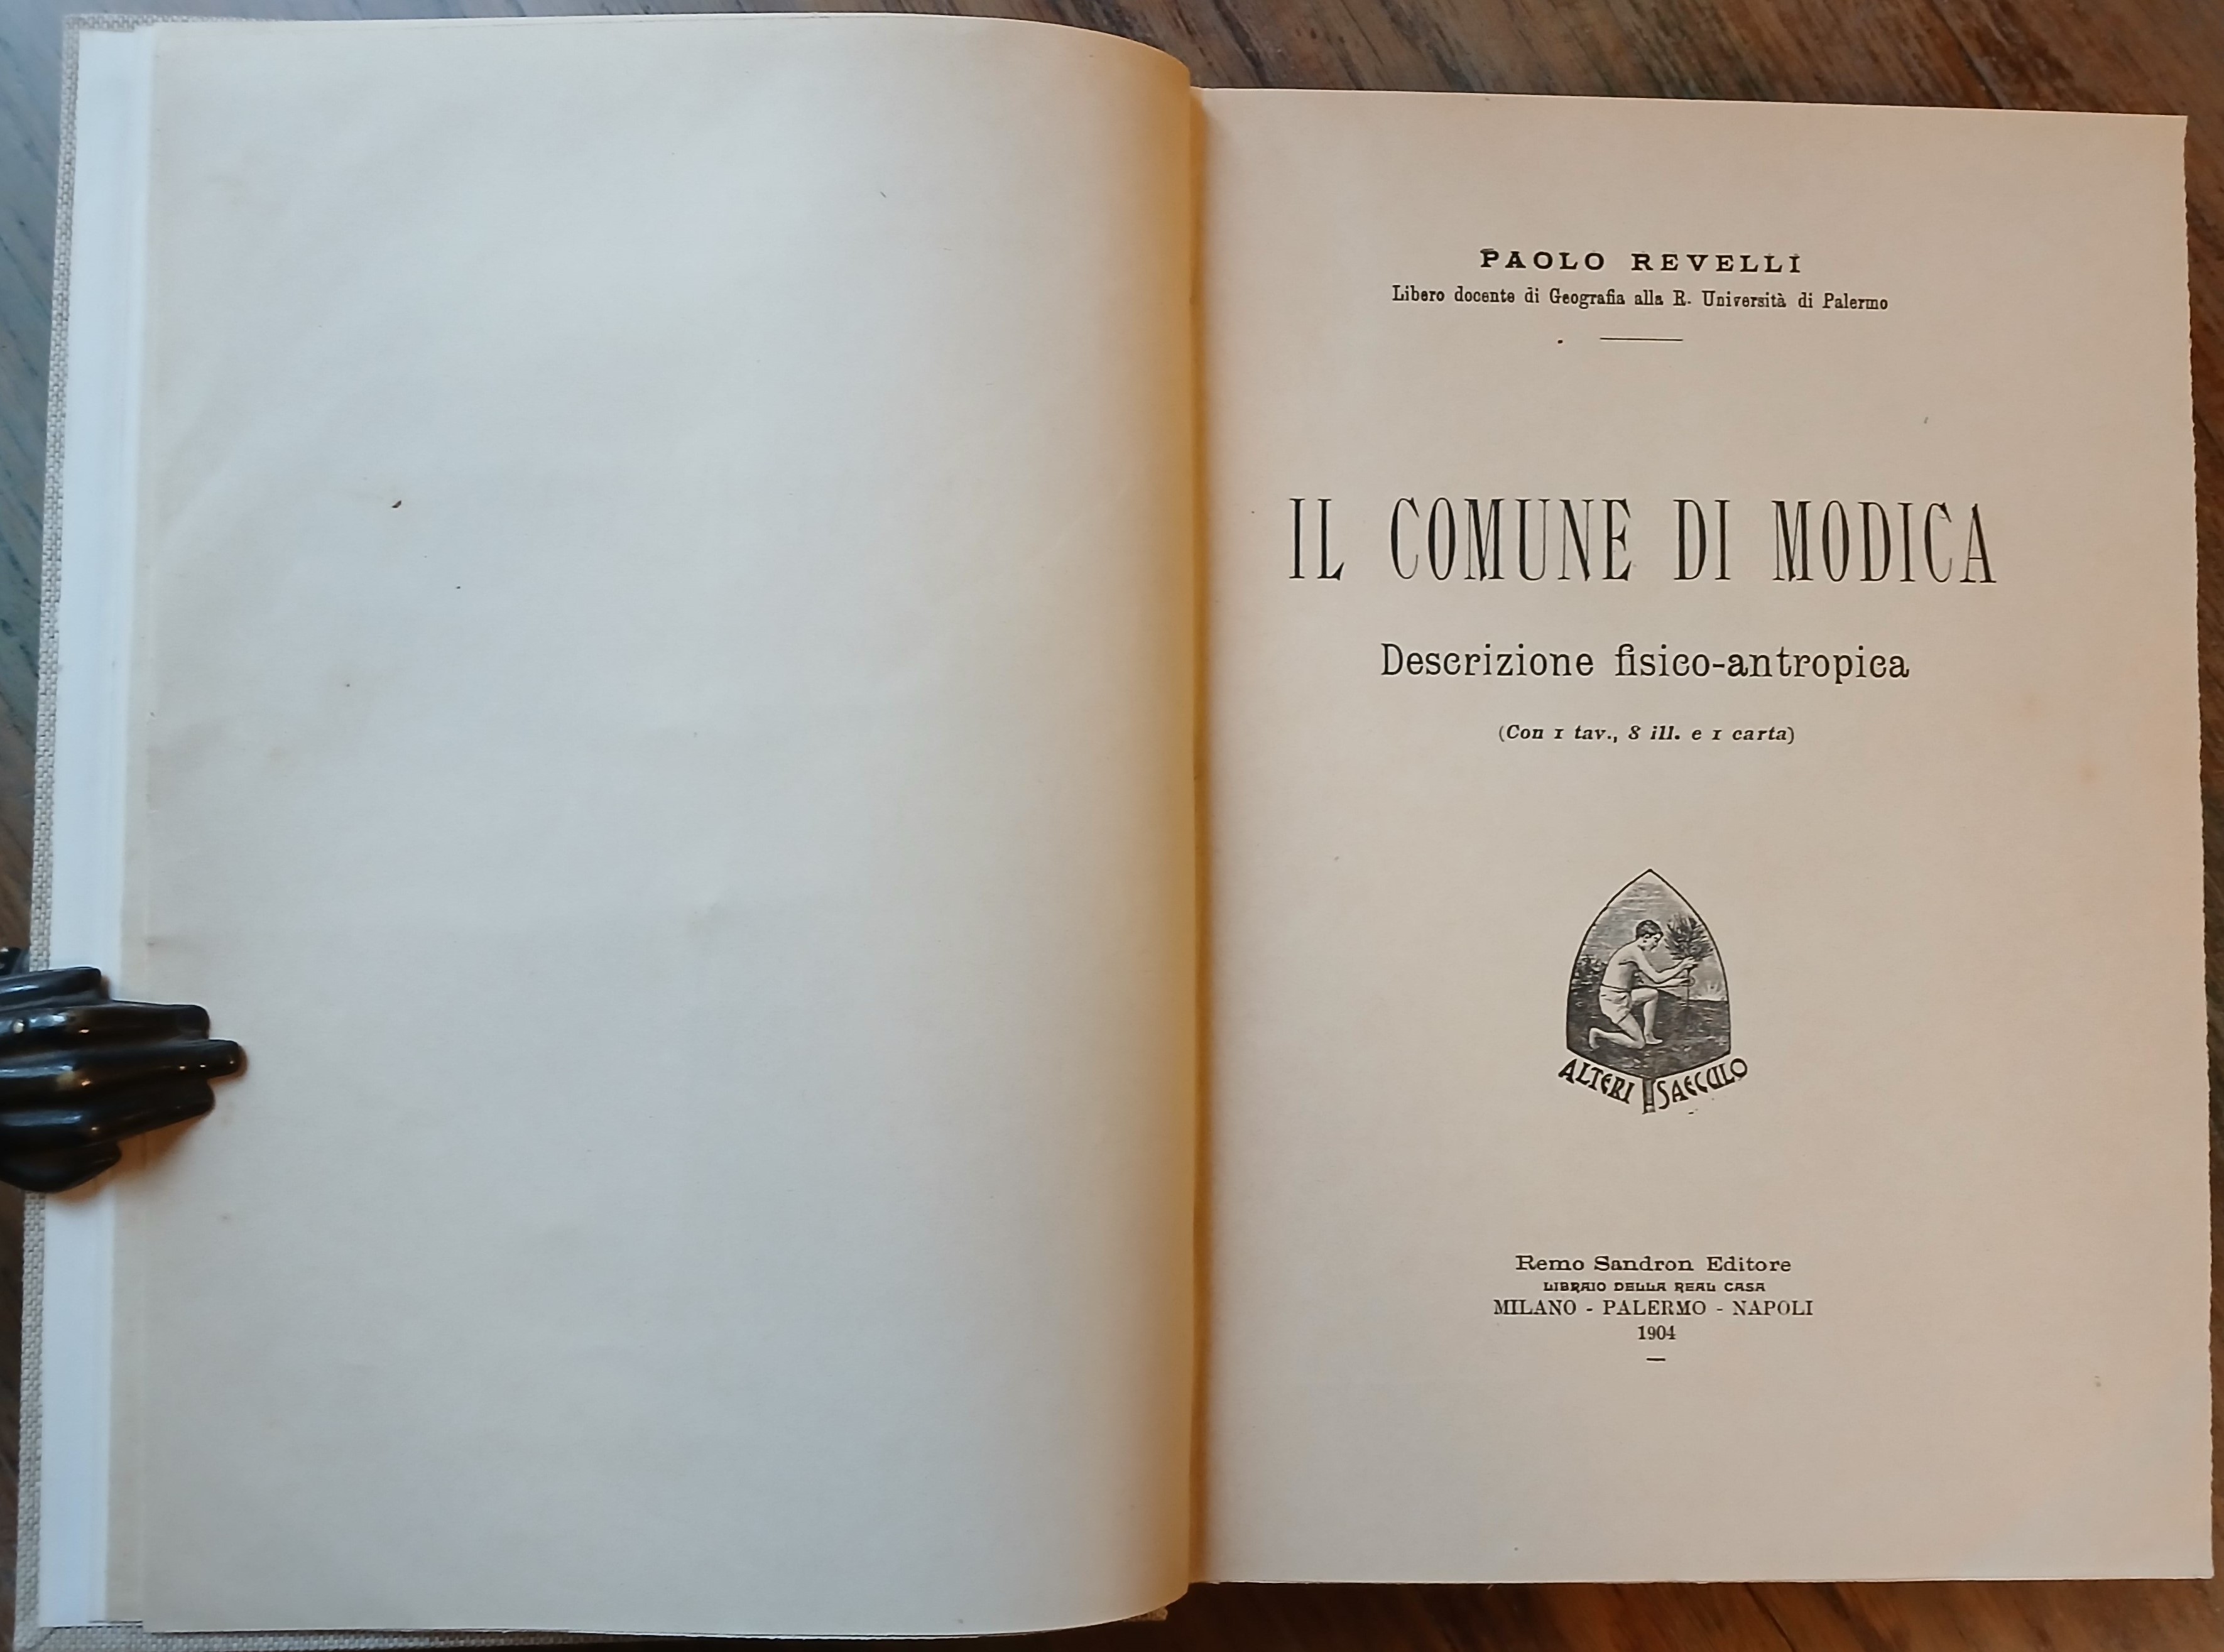 PAOLO REVELLI
Libero docente di Geografia alla R. Università di Palermo
IL COMUNE DI MODICA
Descrizione fisico-antropica
(Con 1 tav., 8 ill. e 1 carta)
ALTERI SAECULO
Remo Sandron Editore
LIBRAIO DELLA REAL CASA
MILANO - PALERMO - NAPOLI
1904